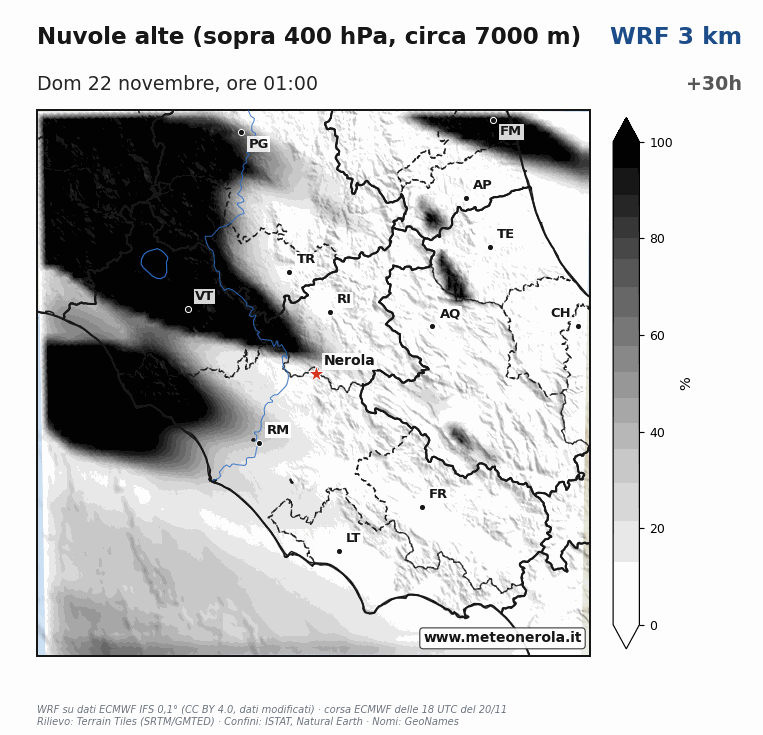 Nuvole alte (sopra 400 hPa, circa 7000 m) WRF 3 km
Dom 22 novembre, ore 01:00 +30h
FM
PG
AP
TE
TR
VT
RI
AQ
CH
Nerola
RM
FR
LT
100
80
60
40
20
0
%
www.meteonerola.it
WRF su dati ECMWF IFS 0,1° (CC BY 4.0, dati modificati) · corsa ECMWF delle 18 UTC del 20/11
Rilievo: Terrain Tiles (SRTM/GMTED) · Confini: ISTAT, Natural Earth · Nomi: GeoNames